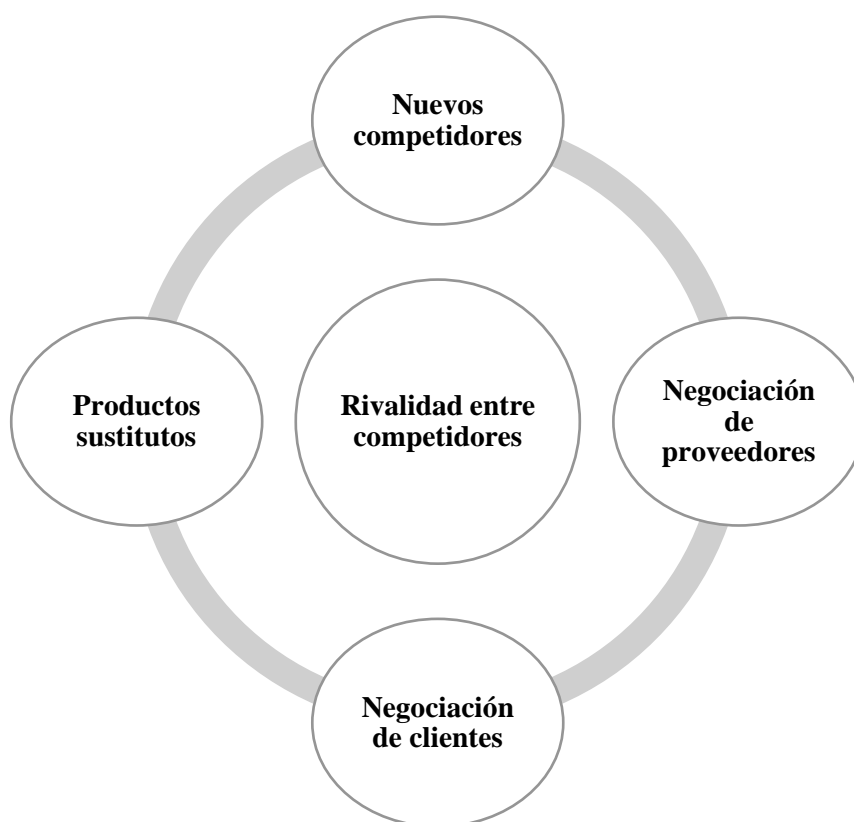 Nuevos
competidores
Productos
sustitutos
Rivalidad entre
competidores
Negociación
de
proveedores
Negociación
de clientes